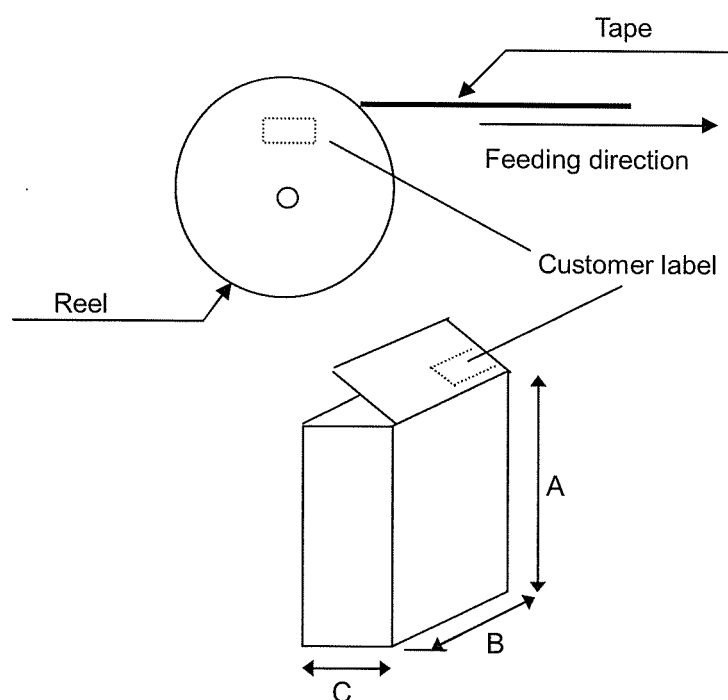 Tape
Feeding direction
Customer label
Reel
A
B
C